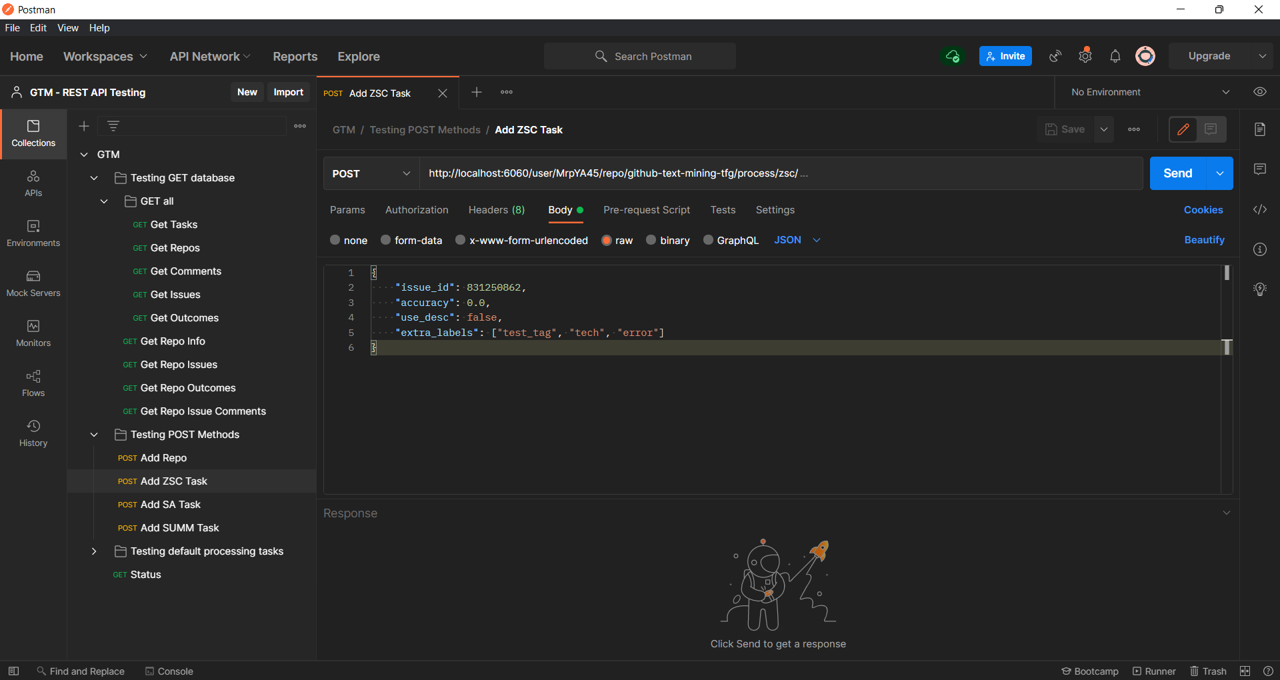 Postman
File Edit View Help
Home Workspaces API Network Reports Explore Search Postman Invite Upgrade
GTM - REST API Testing New Import POST Add ZSC Task No Environment
GTM / Testing POST Methods / Add ZSC Task Save
POST http://localhost:6060/user/MrpYA45/repo/github-text-mining-tfg/process/zsc/ ... Send
Params Authorization Headers (8) Body Pre-request Script Tests Settings Cookies
none form-data x-www-form-urlencoded raw binary GraphQL JSON Beautify
1 {
2 "issue_id": 831250862,
3 "accuracy": 0.0,
4 "use_desc": false,
5 "extra_labels": ["test_tag", "tech", "error"]
6 }
Response
Click Send to get a response
Collections
APIs
Environments
Mock Servers
Monitors
Flows
History
GTM
Testing GET database
GET all
GET Get Tasks
GET Get Repos
GET Get Comments
GET Get Issues
GET Get Outcomes
GET Get Repo Info
GET Get Repo Issues
GET Get Repo Outcomes
GET Get Repo Issue Comments
Testing POST Methods
POST Add Repo
POST Add ZSC Task
POST Add SA Task
POST Add SUMM Task
Testing default processing tasks
GET Status
Find and Replace Console Bootcamp Runner Trash